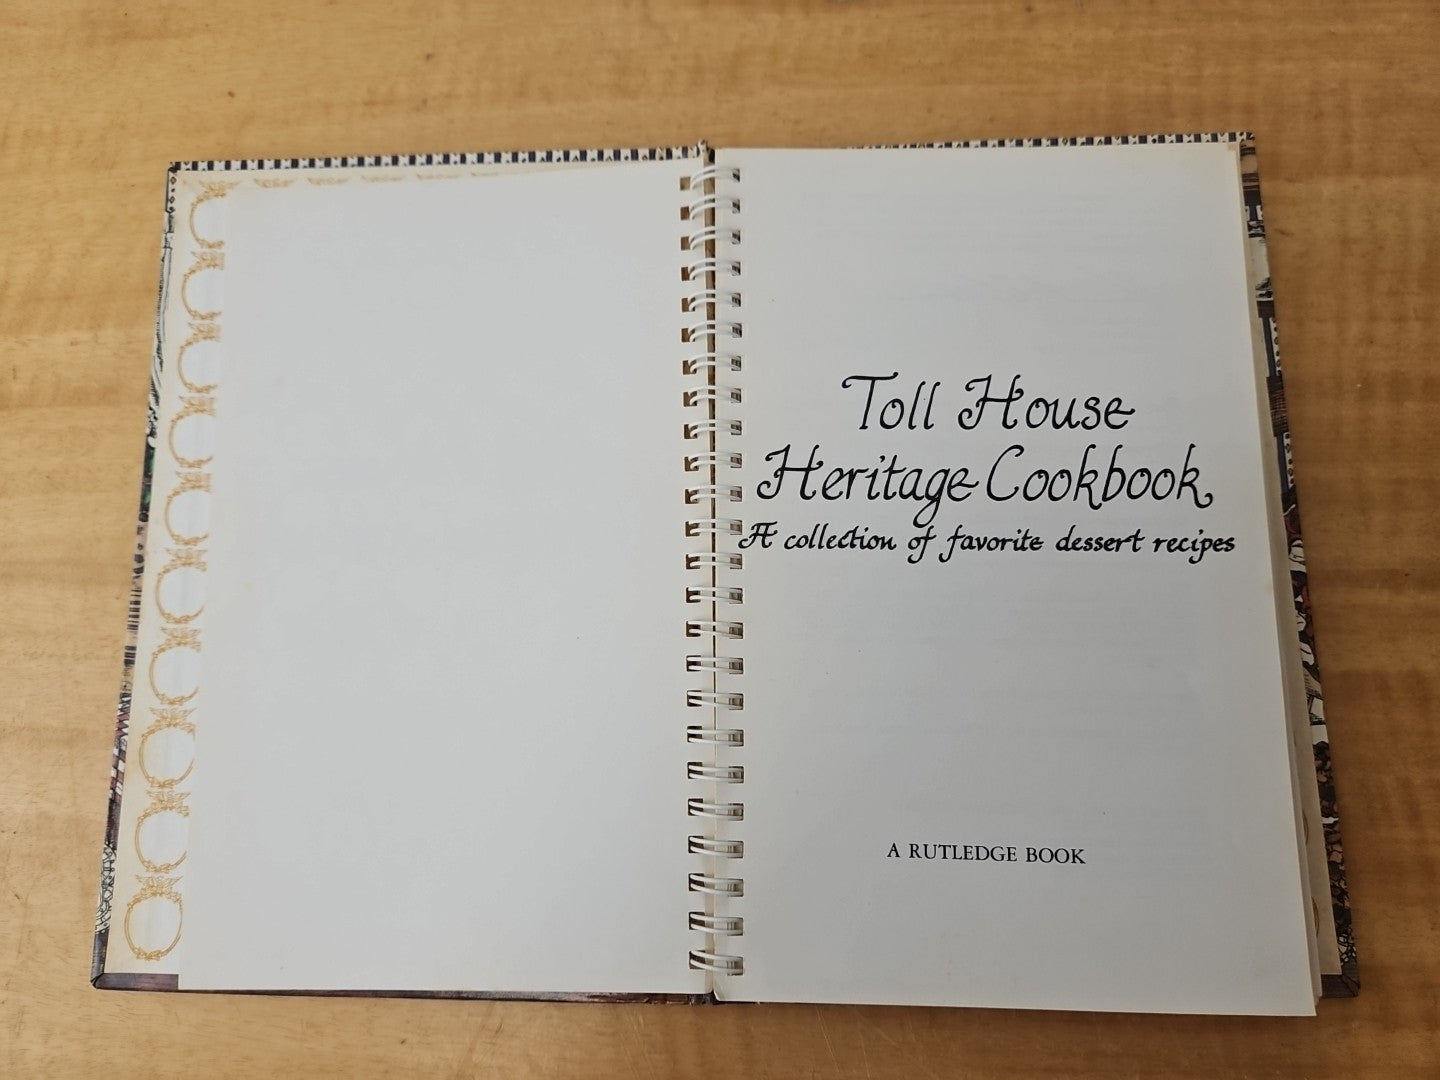 Toll House
Heritage Cookbook
A collection of favorite dessert recipes
A RUTLEDGE BOOK